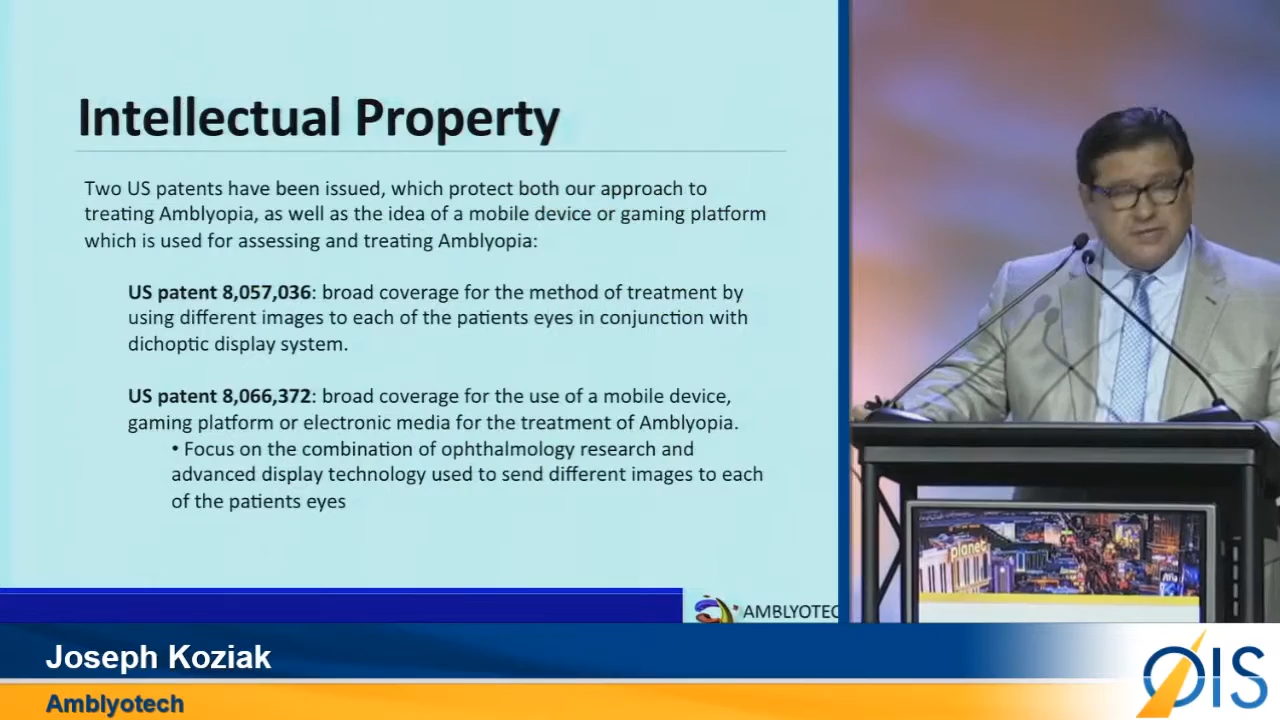 Intellectual Property
Two US patents have been issued, which protect both our approach to
treating Amblyopia, as well as the idea of a mobile device or gaming platform
which is used for assessing and treating Amblyopia:
US patent 8,057,036: broad coverage for the method of treatment by
using different images to each of the patients eyes in conjunction with
dichoptic display system.
US patent 8,066,372: broad coverage for the use of a mobile device,
gaming platform or electronic media for the treatment of Amblyopia.
• Focus on the combination of ophthalmology research and
advanced display technology used to send different images to each
of the patients eyes
AMBLYOTEC
planet
Joseph Koziak
Amblyotech
OIS